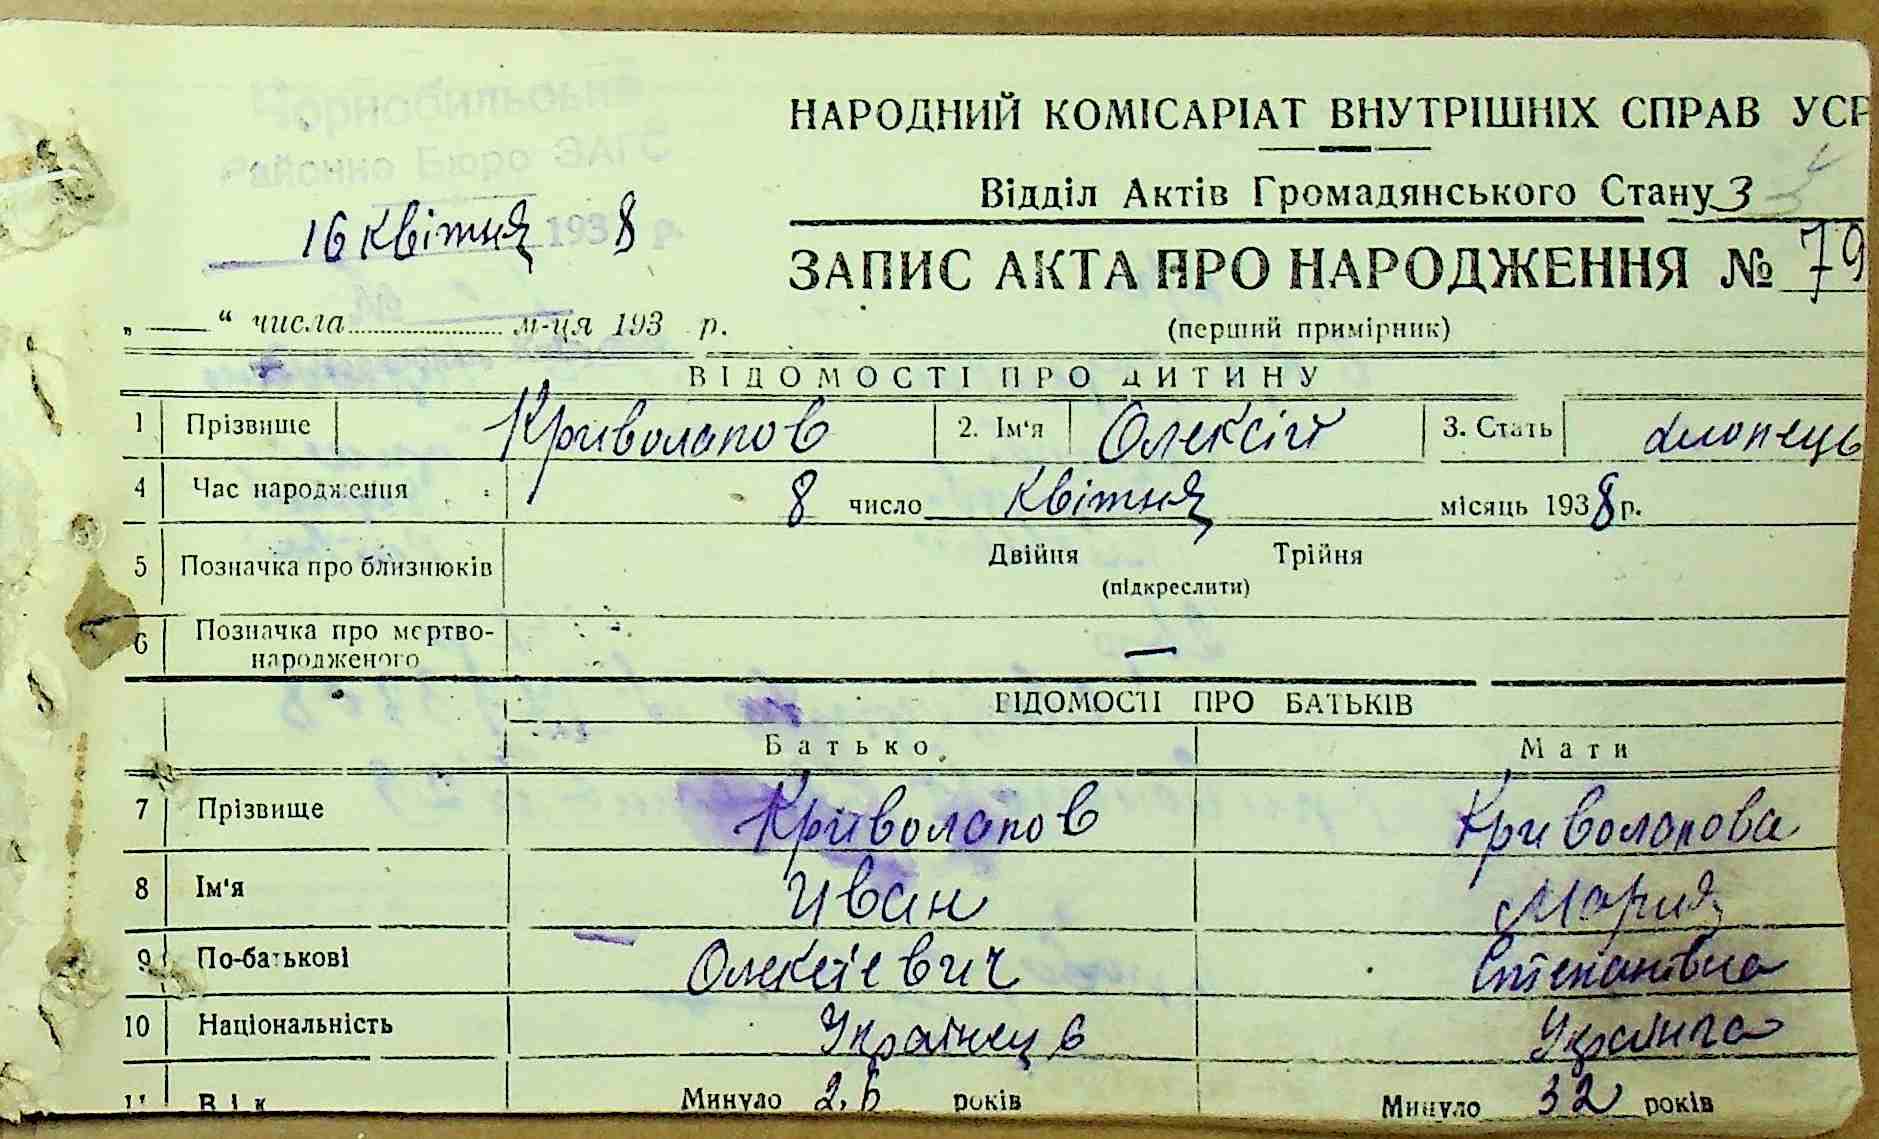 Чорнобильське
Районне Бюро ЗАГС
НАРОДНИЙ КОМІСАРІАТ ВНУТРІШНІХ СПРАВ УСР
Відділ Актів Громадянського Стану З
16 квітня 1938 р.
ЗАПИС АКТА ПРО НАРОДЖЕННЯ № 79
„ — “ числа м-ця 193 р.
(перший примірник)
ВІДОМОСТІ ПРО ДИТИНУ
1 Прізвище Криволапов 2. Ім'я Олексій 3. Стать хлопець
4 Час народження 8 число квітня місяць 1938 р.
5 Позначка про близнюків Двійня Трійня
(підкреслити)
6 Позначка про мертво-
народженого —
ВІДОМОСТІ ПРО БАТЬКІВ
Батько Мати
7 Прізвище Криволапов Криволапова
8 Ім'я Иван Мария
9 По-батькові Олексієвич Степанівна
10 Національність Українець Українка
11 Вік Минуло 26 років Минуло 32 років